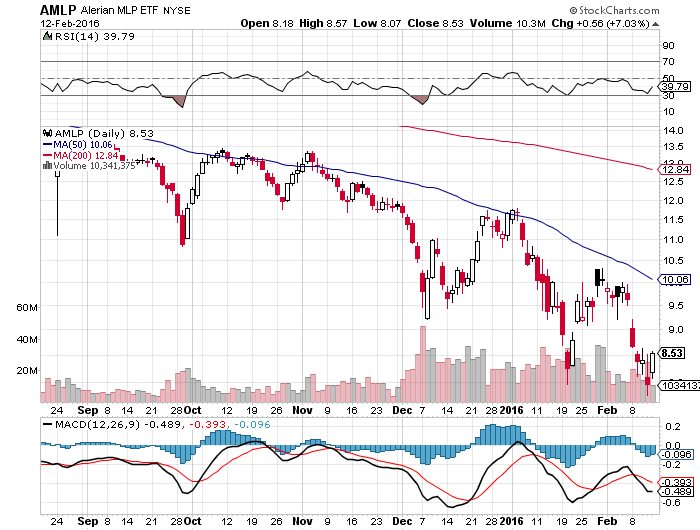 AMLP Alerian MLP ETF NYSE © StockCharts.com
12-Feb-2016 Open 8.18 High 8.57 Low 8.07 Close 8.53 Volume 10.3M Chg +0.56 (+7.03%)
RSI(14) 39.79
90
70
50
39.79
30
10
AMLP (Daily) 8.53
MA(50) 10.06
MA(200) 12.84
Volume 10,341,375
14.0
13.5
13.0
12.84
12.5
12.0
11.5
11.0
10.5
10.06
9.5
9.0
8.53
1034137
60M
40M
20M
24 Sep 8 14 21 28 Oct 12 19 26 Nov 9 16 23 Dec 7 14 21 28 2016 11 19 25 Feb 8
MACD(12,26,9) -0.489, -0.393, -0.096
0.2
0.0
-0.096
-0.393
-0.489
-0.6
24 Sep 8 14 21 28 Oct 12 19 26 Nov 9 16 23 Dec 7 14 21 28 2016 11 19 25 Feb 8